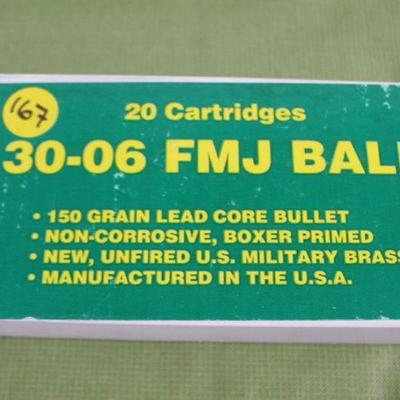 167
20 Cartridges
30-06 FMJ BALL
• 150 GRAIN LEAD CORE BULLET
• NON-CORROSIVE, BOXER PRIMED
• NEW, UNFIRED U.S. MILITARY BRASS
• MANUFACTURED IN THE U.S.A.